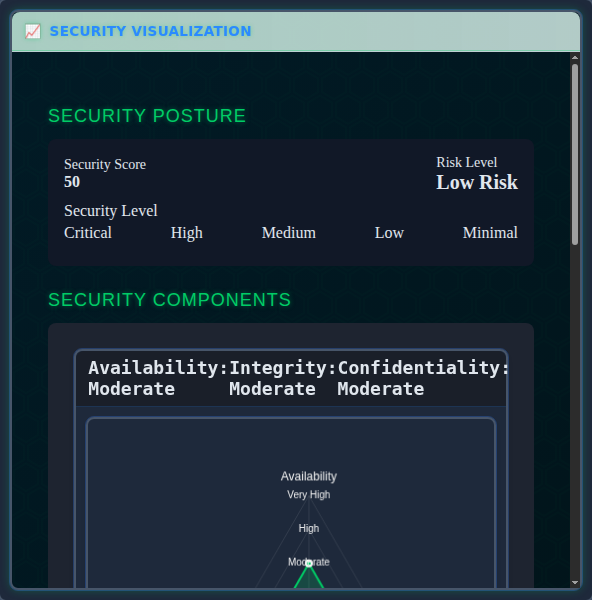 SECURITY VISUALIZATION
SECURITY POSTURE
Security Score
50
Risk Level
Low Risk
Security Level
Critical High Medium Low Minimal
SECURITY COMPONENTS
Availability: Integrity: Confidentiality:
Moderate Moderate Moderate
Availability
Very High
High
Moderate